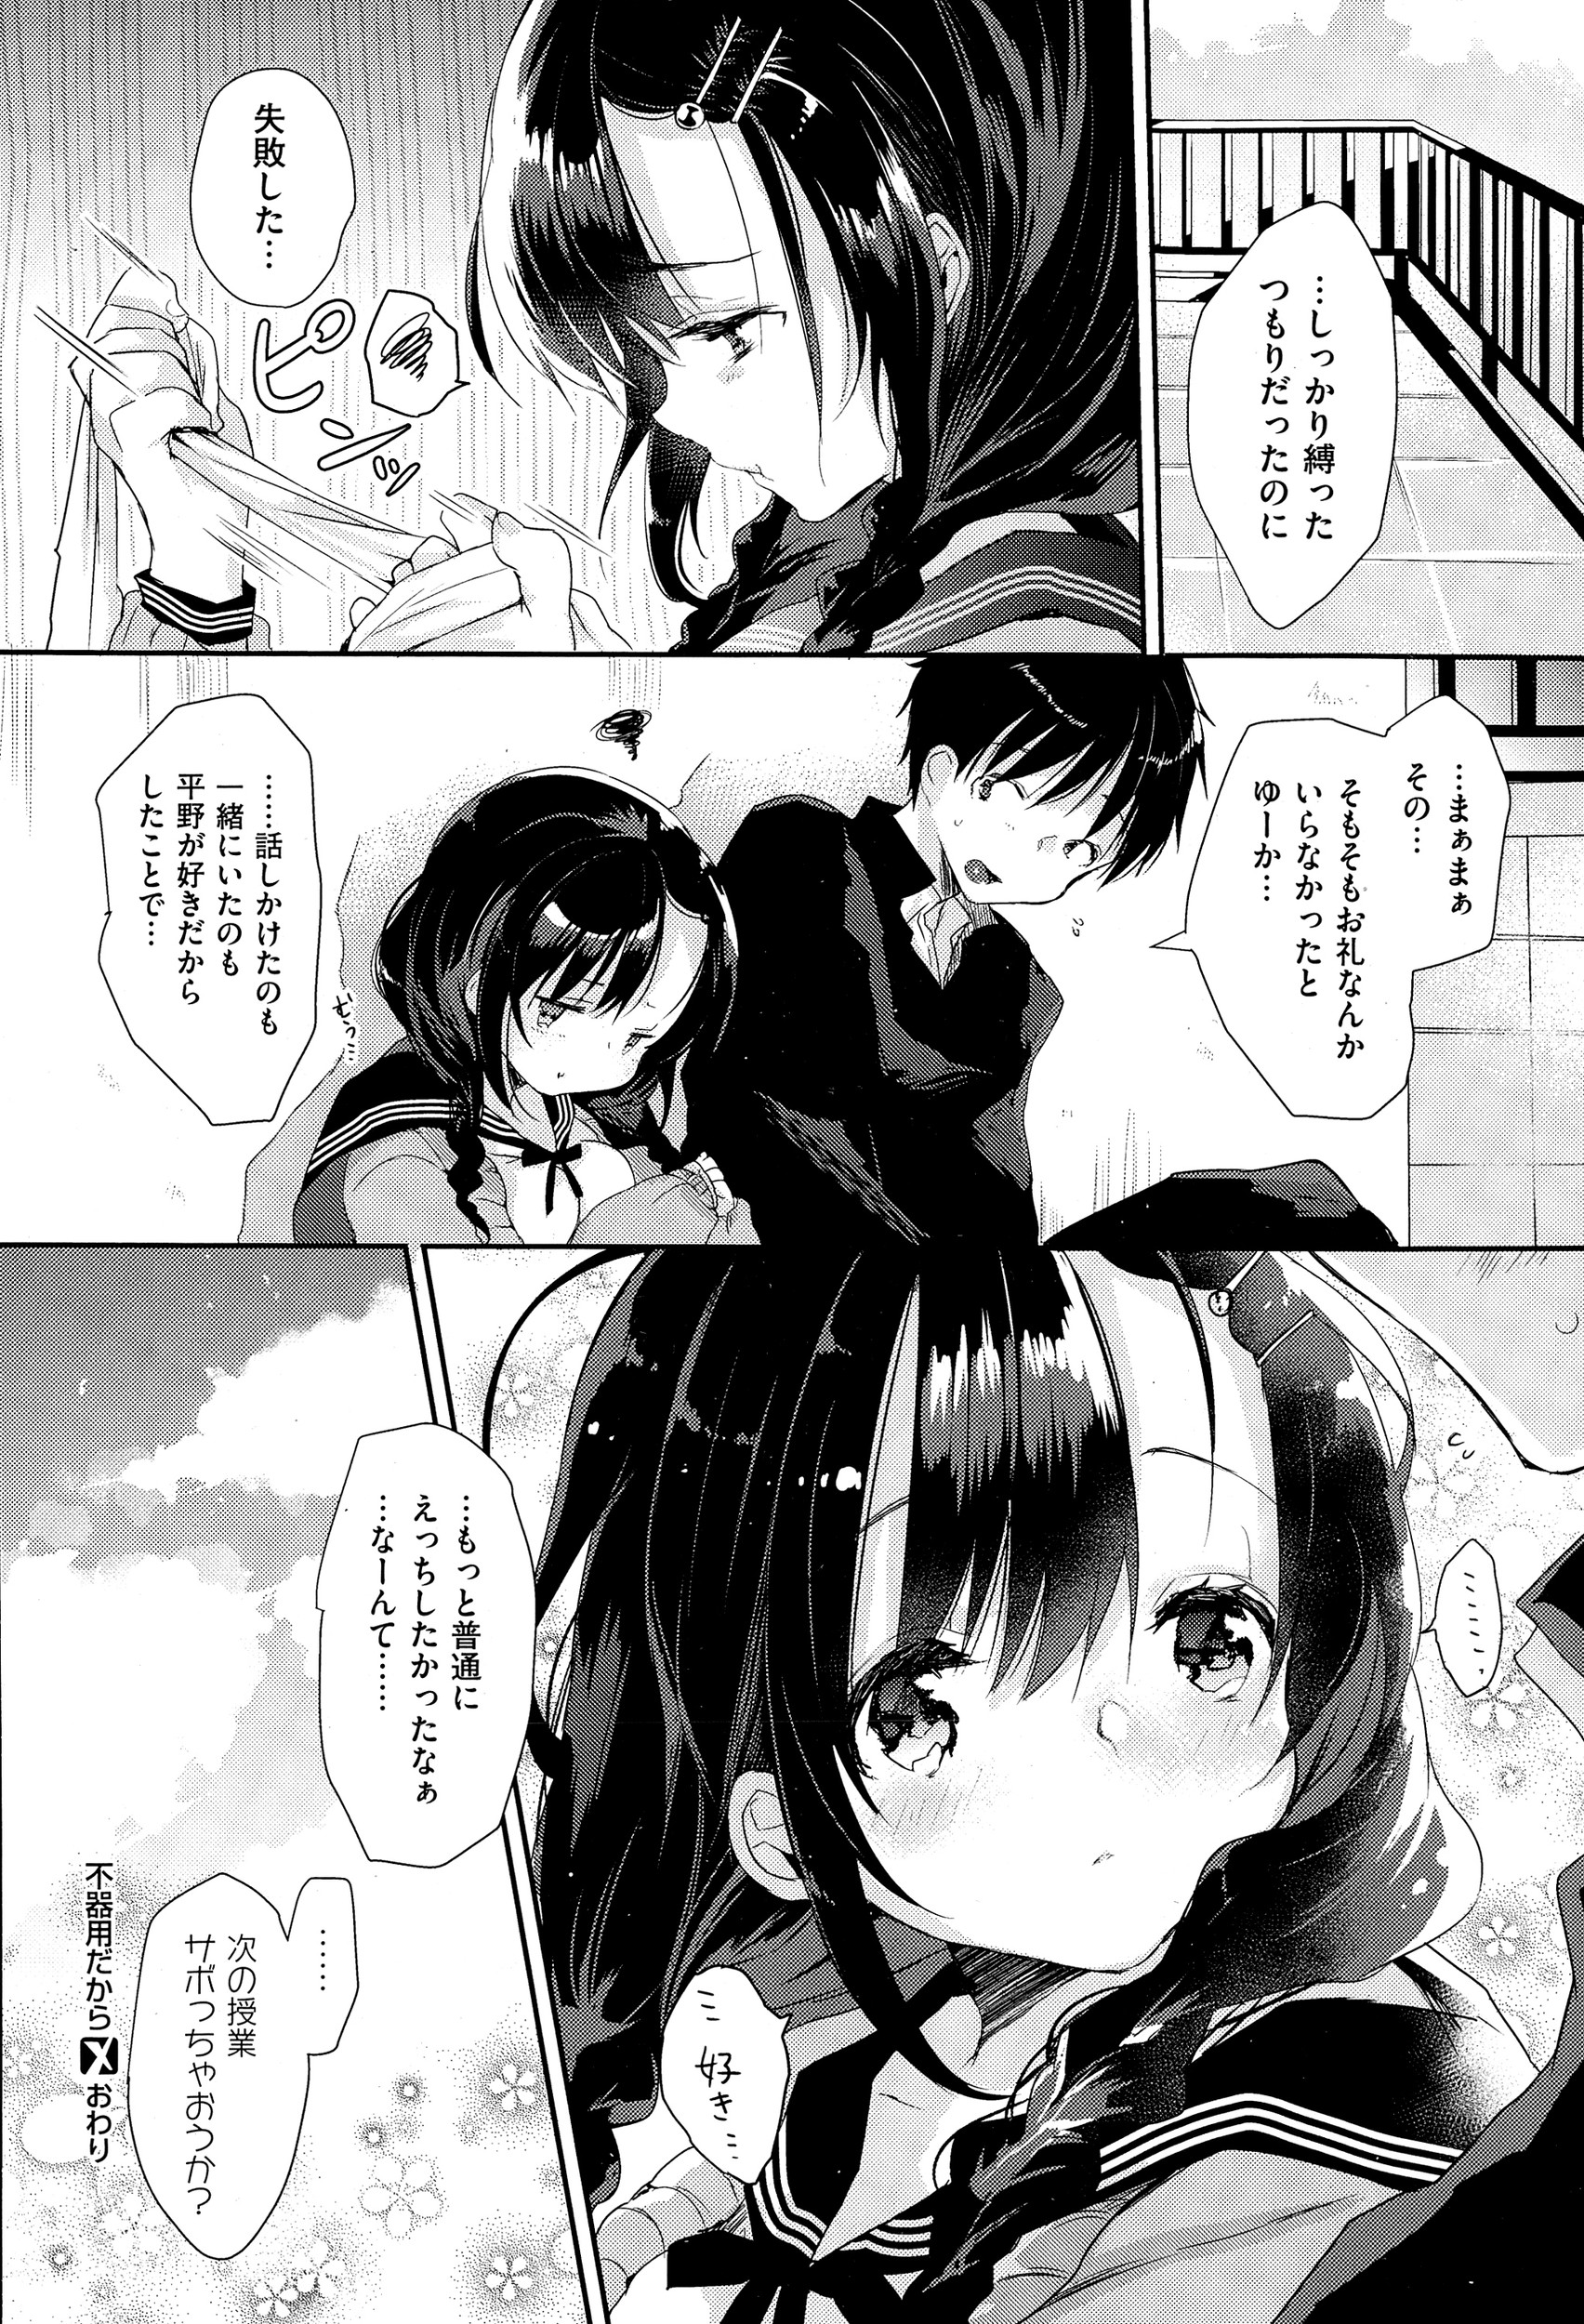 …しっかり縛った
つもりだったのに
失敗した…
ピンッ
…まぁまぁ
その…
そもそもお礼なんか
いらなかったと
ゆーか…
むぅ…
……話しかけたのも
一緒にいたのも
平野が好きだから
したことで…
……
…好き…
…もっと普通に
えっちしたかったなぁ
…なーんて……
……
次の授業
サボっちゃおうか?
不器用だから
おわり